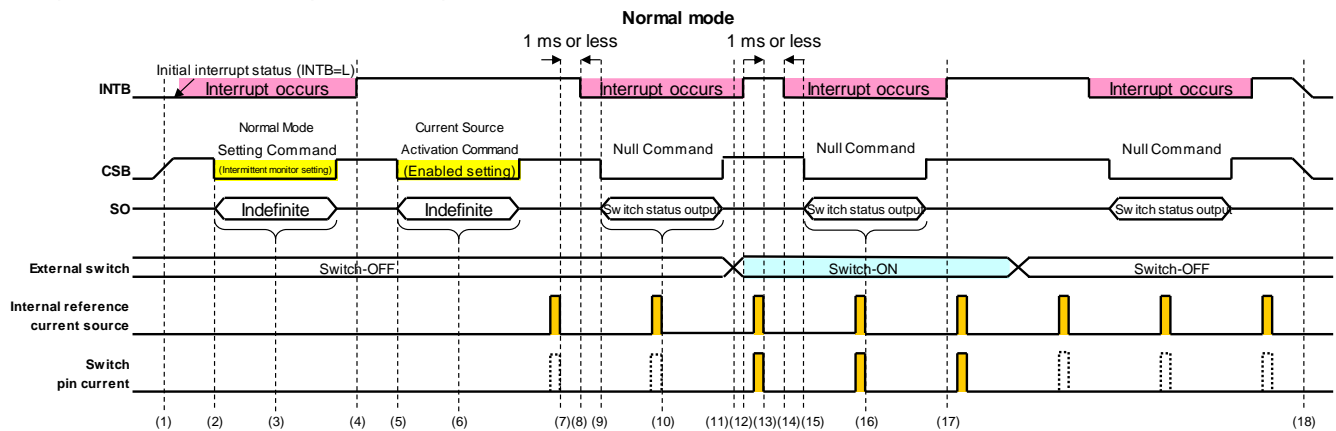 Normal mode
1 ms or less
1 ms or less
Initial interrupt status (INTB=L)
INTB
Interrupt occurs
Interrupt occurs
Interrupt occurs
Interrupt occurs
Normal Mode
Setting Command
(Intermittent monitor setting)
Current Source
Activation Command
(Enabled setting)
Null Command
Null Command
Null Command
CSB
SO
Indefinite
Indefinite
Switch status output
Switch status output
Switch status output
External switch
Switch-OFF
Switch-ON
Switch-OFF
Internal reference
current source
Switch
pin current
(1) (2) (3) (4) (5) (6) (7) (8) (9) (10) (11) (12) (13) (14) (15) (16) (17) (18)